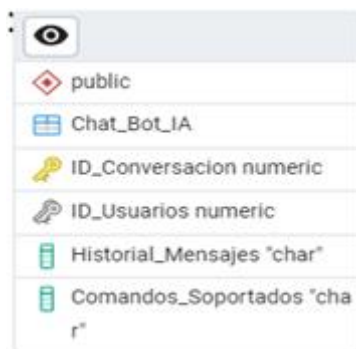 public
Chat_Bot_IA
ID_Conversacion numeric
ID_Usuarios numeric
Historial_Mensajes "char"
Comandos_Soportados "cha
r"